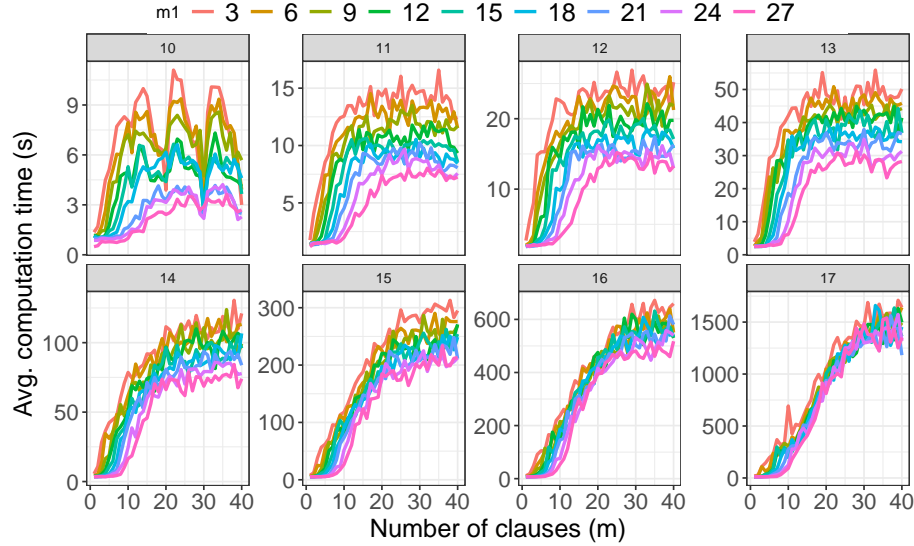 m1 3 6 9 12 15 18 21 24 27
10 11 12 13
9 6 3 0
15 10 5
20 10
50 40 30 20 10 0
Avg. computation time (s)
14 15 16 17
100 50 0
300 200 100 0
600 400 200 0
1500 1000 500 0
0 10 20 30 40 0 10 20 30 40 0 10 20 30 40 0 10 20 30 40
Number of clauses (m)